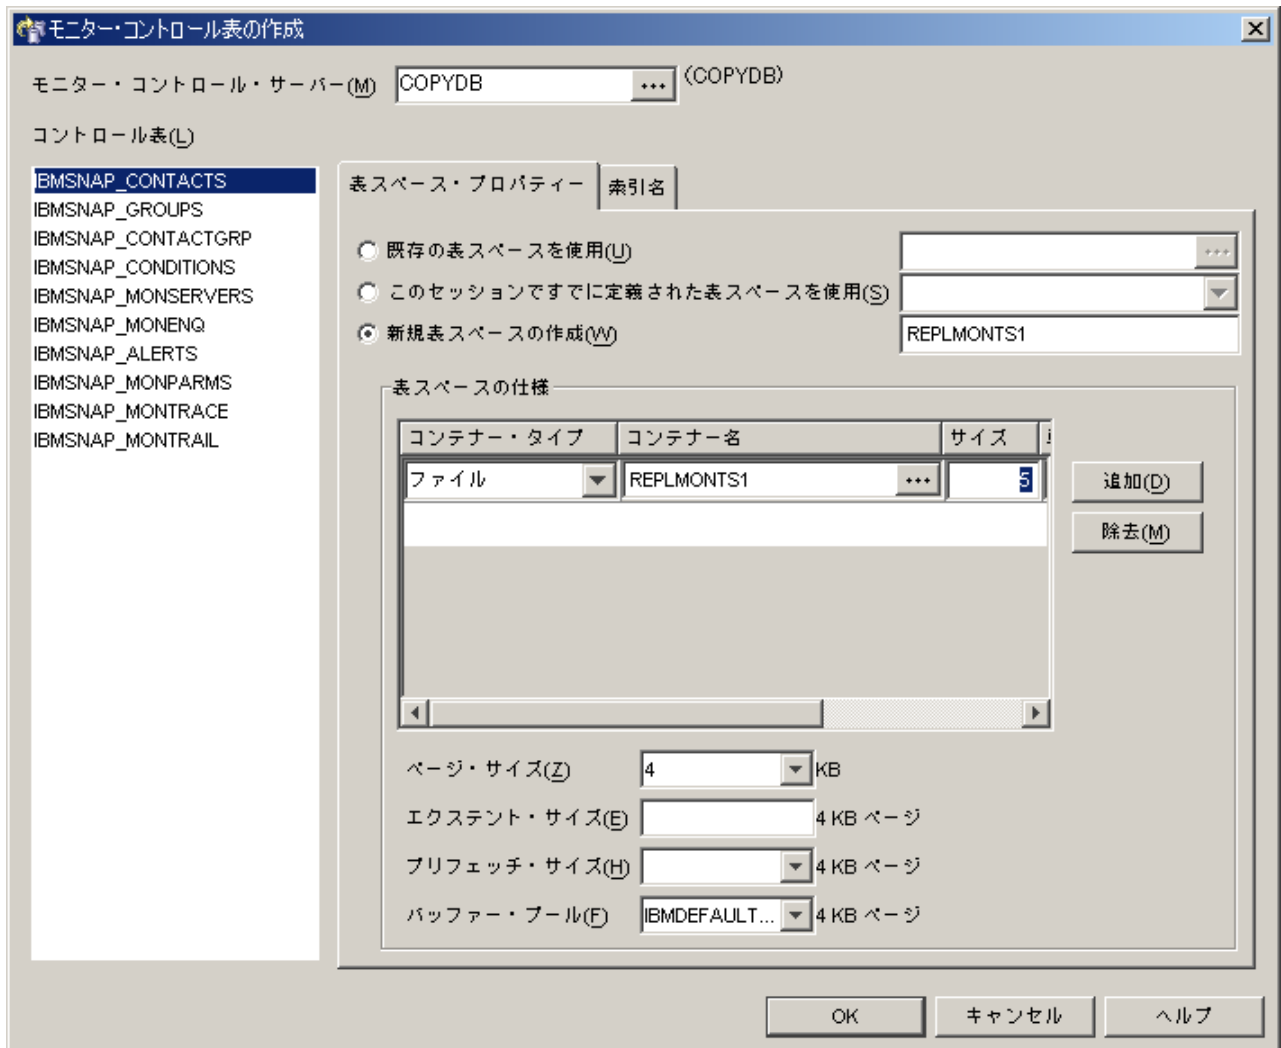 モニター・コントロール表の作成
モニター・コントロール・サーバー(M) COPYDB ... (COPYDB)
コントロール表(L)
IBMSNAP_CONTACTS
IBMSNAP_GROUPS
IBMSNAP_CONTACTGRP
IBMSNAP_CONDITIONS
IBMSNAP_MONSERVERS
IBMSNAP_MONENQ
IBMSNAP_ALERTS
IBMSNAP_MONPARMS
IBMSNAP_MONTRACE
IBMSNAP_MONTRAIL
表スペース・プロパティー 索引名
既存の表スペースを使用(U) ...
このセッションですでに定義された表スペースを使用(S)
新規表スペースの作成(W) REPLMONTS1
表スペースの仕様
コンテナー・タイプ コンテナー名 サイズ
ファイル REPLMONTS1 ... 5
追加(D)
除去(M)
ページ・サイズ(Z) 4 KB
エクステント・サイズ(E) 4 KB ページ
プリフェッチ・サイズ(H) 4 KB ページ
バッファー・プール(F) IBMDEFAULT... 4 KB ページ
OK キャンセル ヘルプ